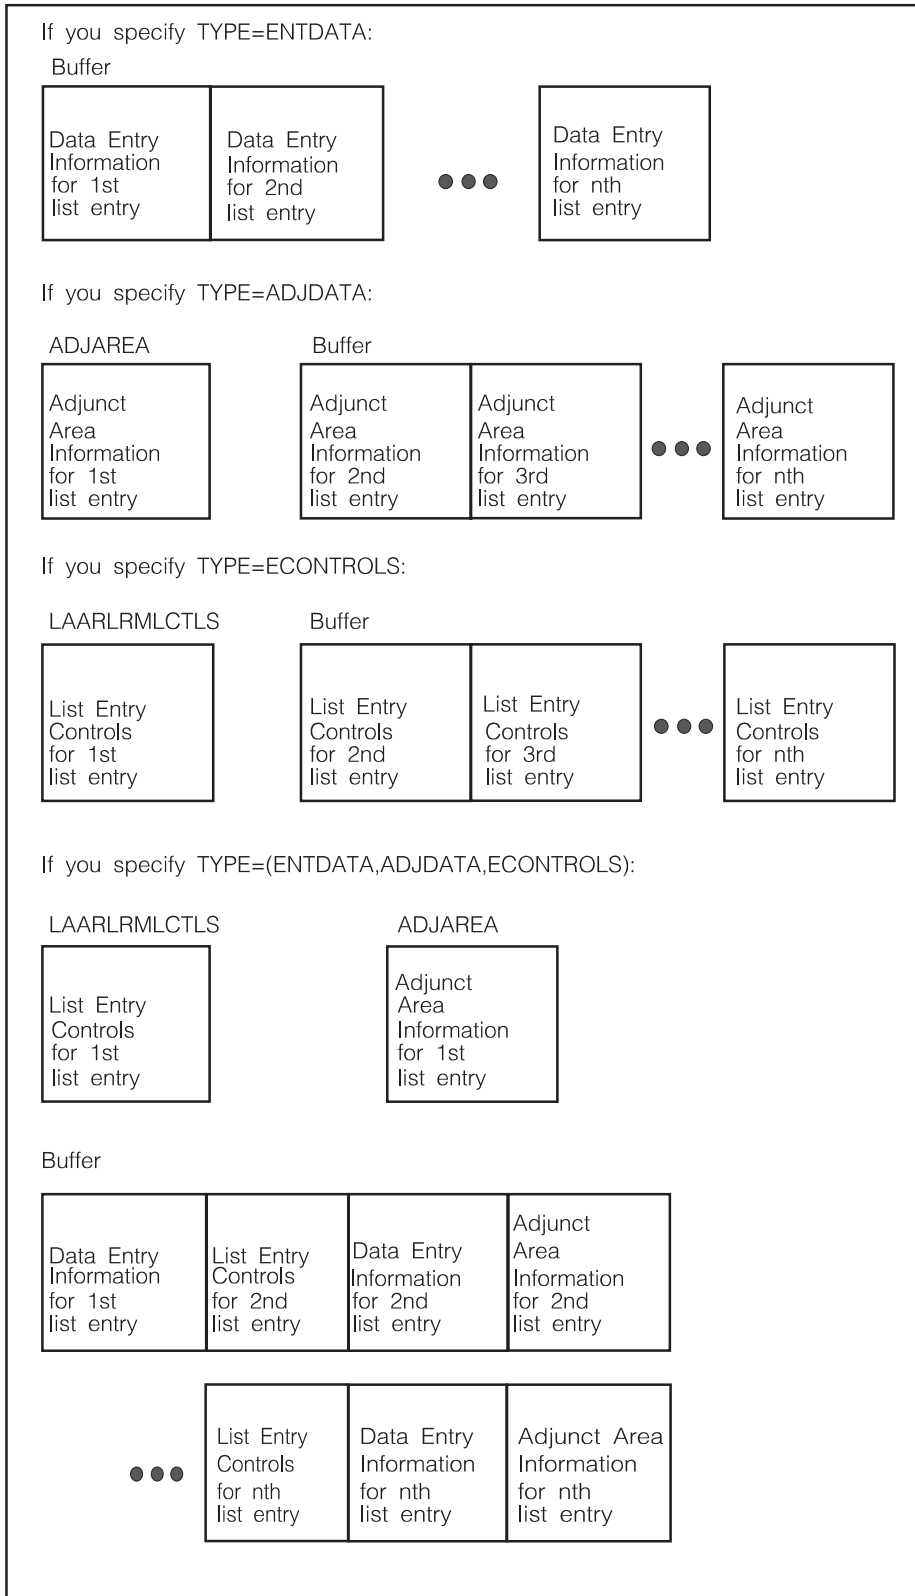 If you specify TYPE=ENTDATA:
Buffer
Data Entry
Information
for 1st
list entry
Data Entry
Information
for 2nd
list entry
Data Entry
Information
for nth
list entry
If you specify TYPE=ADJDATA:
ADJAREA
Buffer
Adjunct
Area
Information
for 1st
list entry
Adjunct
Area
Information
for 2nd
list entry
Adjunct
Area
Information
for 3rd
list entry
Adjunct
Area
Information
for nth
list entry
If you specify TYPE=ECONTROLS:
LAARLRMLCTLS
Buffer
List Entry
Controls
for 1st
list entry
List Entry
Controls
for 2nd
list entry
List Entry
Controls
for 3rd
list entry
List Entry
Controls
for nth
list entry
If you specify TYPE=(ENTDATA,ADJDATA,ECONTROLS):
LAARLRMLCTLS
ADJAREA
List Entry
Controls
for 1st
list entry
Adjunct
Area
Information
for 1st
list entry
Buffer
Data Entry
Information
for 1st
list entry
List Entry
Controls
for 2nd
list entry
Data Entry
Information
for 2nd
list entry
Adjunct
Area
Information
for 2nd
list entry
List Entry
Controls
for nth
list entry
Data Entry
Information
for nth
list entry
Adjunct Area
Information
for nth
list entry